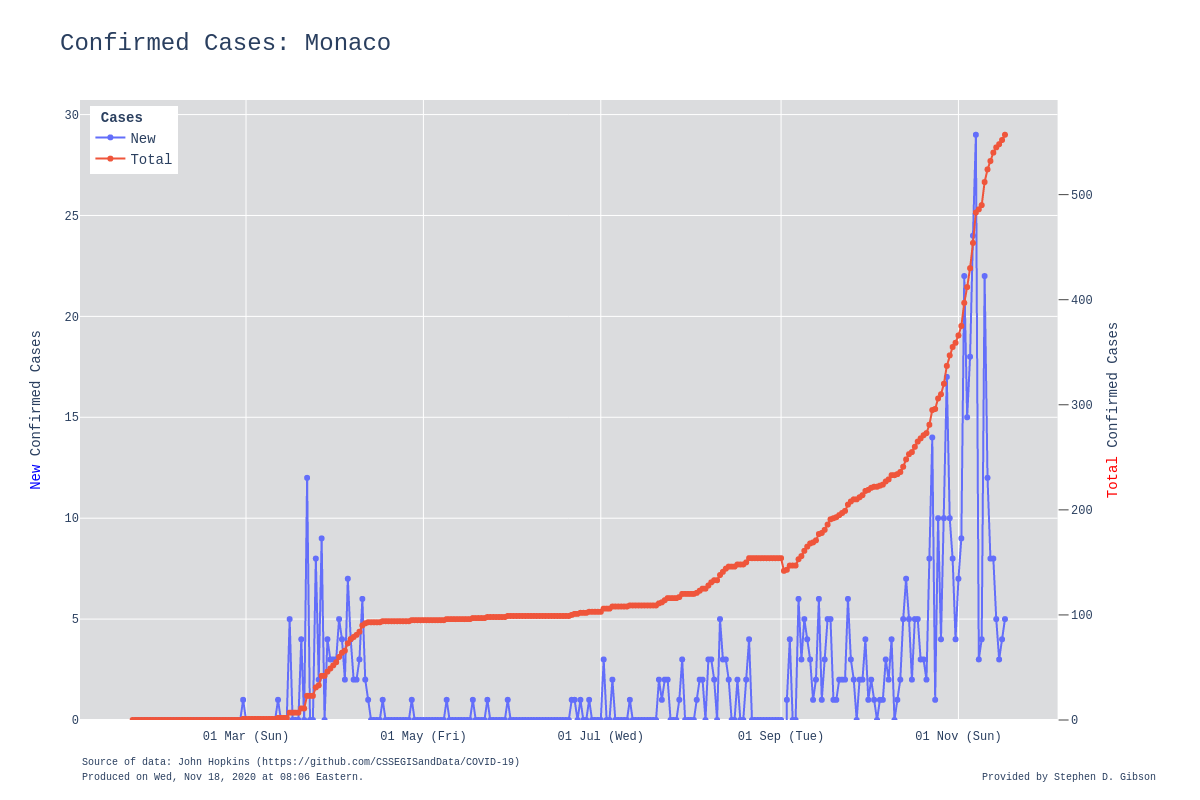 Confirmed Cases: Monaco
Cases
New
Total
30
25
20
15
10
5
0
500
400
300
200
100
0
New Confirmed Cases
Total Confirmed Cases
01 Mar (Sun)
01 May (Fri)
01 Jul (Wed)
01 Sep (Tue)
01 Nov (Sun)
Source of data: John Hopkins (https://github.com/CSSEGISandData/COVID-19)
Produced on Wed, Nov 18, 2020 at 08:06 Eastern.
Provided by Stephen D. Gibson